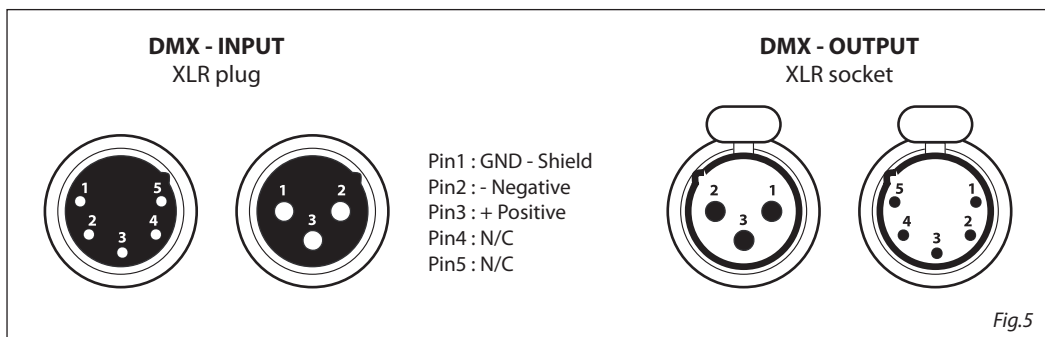 DMX - INPUT
XLR plug
1
5
2
4
3
1
2
3
Pin1 : GND - Shield
Pin2 : - Negative
Pin3 : + Positive
Pin4 : N/C
Pin5 : N/C
DMX - OUTPUT
XLR socket
2
1
3
5
1
4
2
3
Fig.5